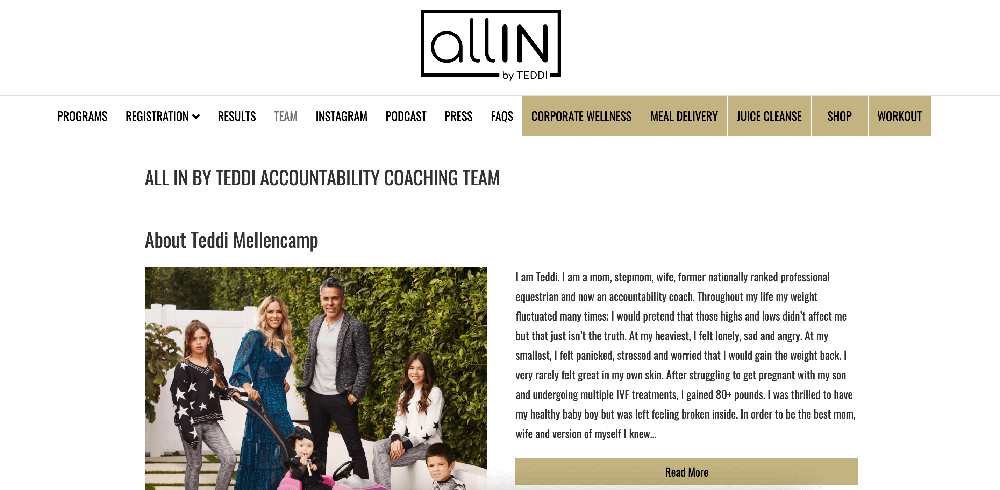 allIN
by TEDDI
PROGRAMS REGISTRATION RESULTS TEAM INSTAGRAM PODCAST PRESS FAQS CORPORATE WELLNESS MEAL DELIVERY JUICE CLEANSE SHOP WORKOUT
ALL IN BY TEDDI ACCOUNTABILITY COACHING TEAM
About Teddi Mellencamp
I am Teddi. I am a mom, stepmom, wife, former nationally ranked professional
equestrian and now an accountability coach. Throughout my life my weight
fluctuated many times; I would pretend that those highs and lows didn't affect me
but that just isn't the truth. At my heaviest, I felt lonely, sad and angry. At my
smallest, I felt panicked, stressed and worried that I would gain the weight back. I
very rarely felt great in my own skin. After struggling to get pregnant with my son
and undergoing multiple IVF treatments, I gained 80+ pounds. I was thrilled to have
my healthy baby boy but was left feeling broken inside. In order to be the best mom,
wife and version of myself I knew...
Read More